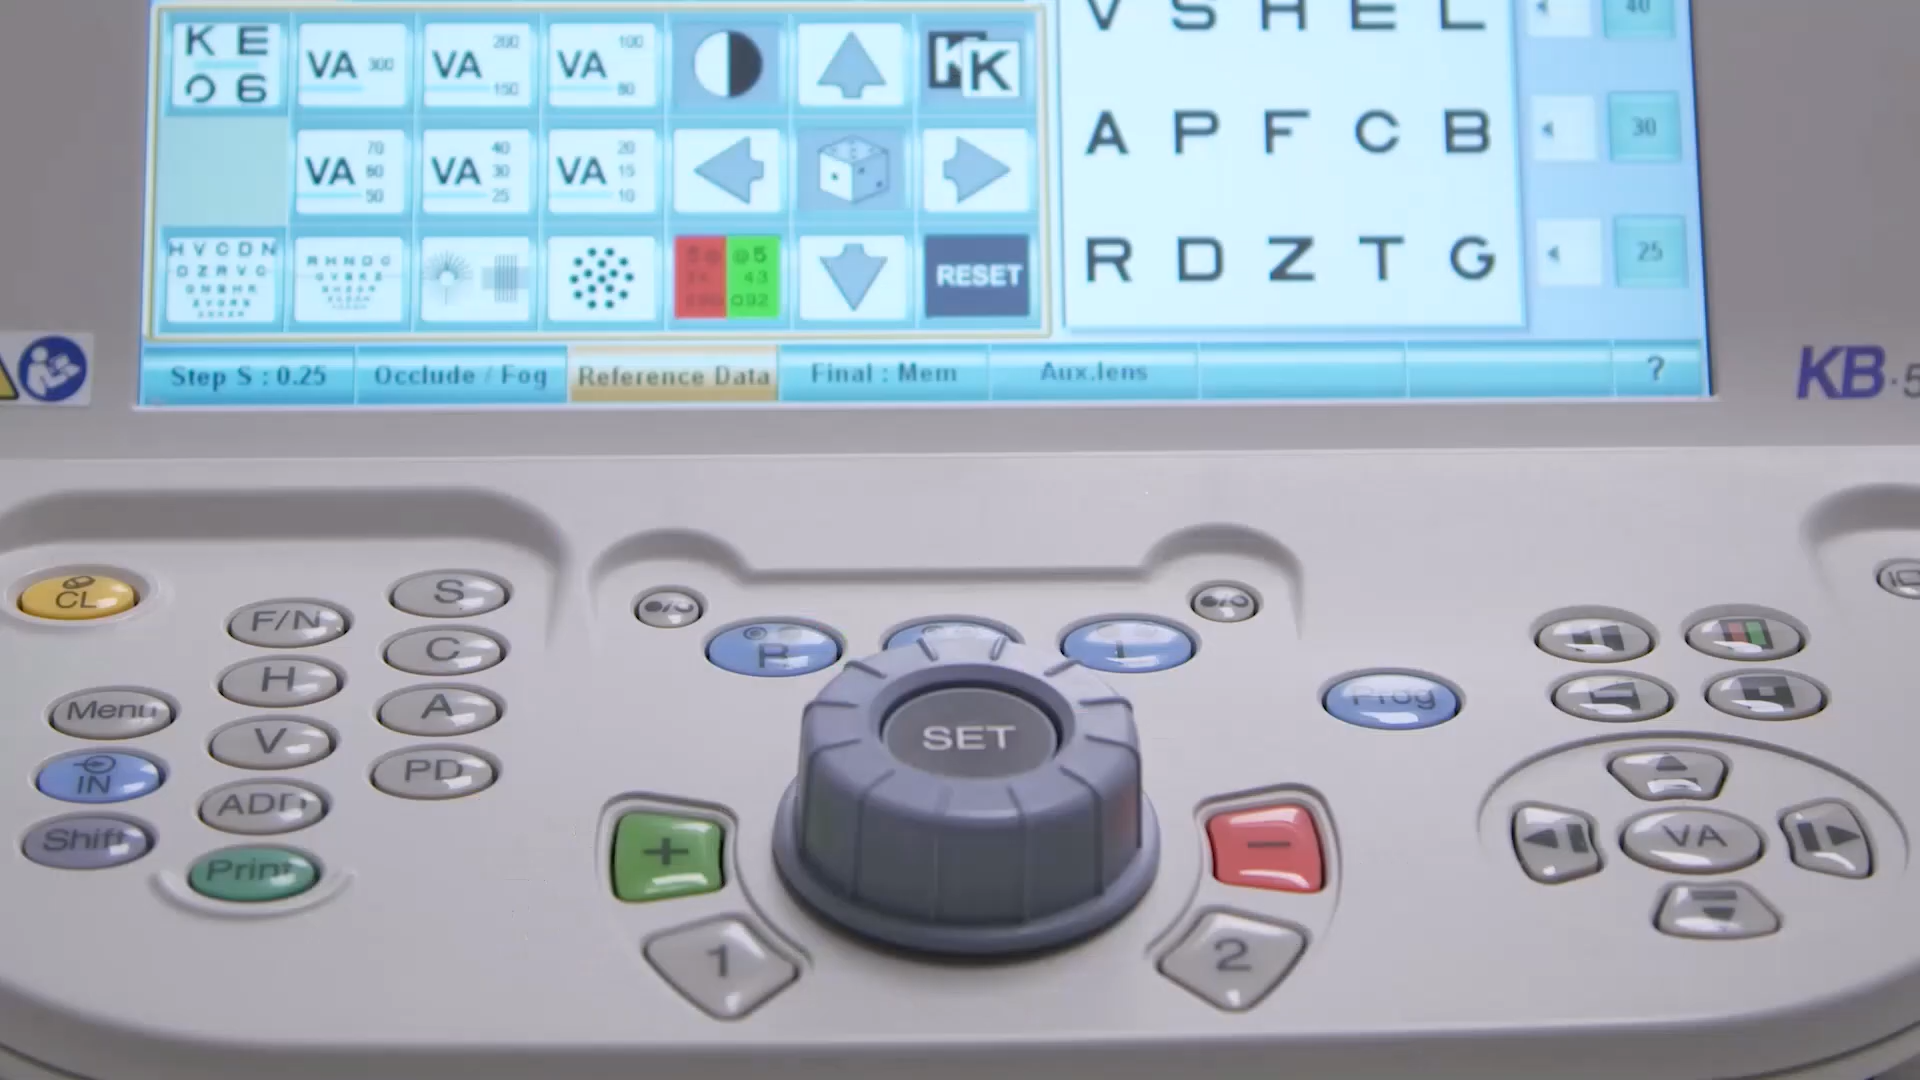 K E
C 6
VA 300
VA 200 150
VA 100 80
K K
V S H E L
40
VA 70 60 50
VA 40 30 25
VA 20 15 10
A P F C B
30
H V C D N
D Z R V C
R H N D C
RESET
R D Z T G
25
Step S : 0.25
Occlude / Fog
Reference Data
Final : Mem
Aux.lens
?
KB
CL
F/N
S
H
C
Menu
V
A
IN
ADD
PD
Shift
Print
R
L
SET
Prog
+
-
1
2
VA